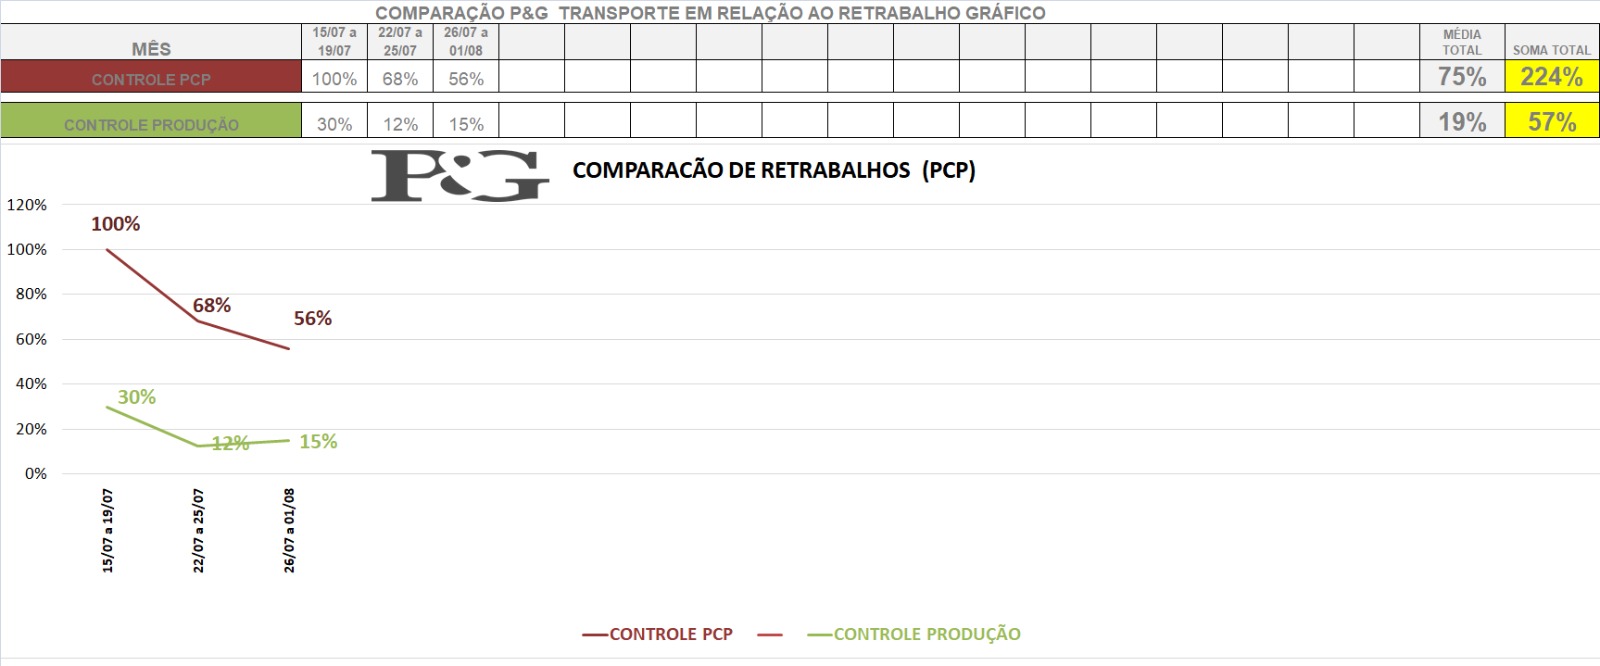 COMPARAÇÃO P&G  TRANSPORTE EM RELAÇÃO AO RETRABALHO GRÁFICO
MÊS 15/07 a 19/07 22/07 a 25/07 26/07 a 01/08 MÉDIA TOTAL SOMA TOTAL
CONTROLE PCP 100% 68% 56% 75% 224%
CONTROLE PRODUÇÃO 30% 12% 15% 19% 57%
P&G COMPARACÃO DE RETRABALHOS  (PCP)
120%
100%
80%
60%
40%
20%
0%
100%
68%
56%
30%
12%
15%
15/07 a 19/07
22/07 a 25/07
26/07 a 01/08
CONTROLE PCP CONTROLE PRODUÇÃO